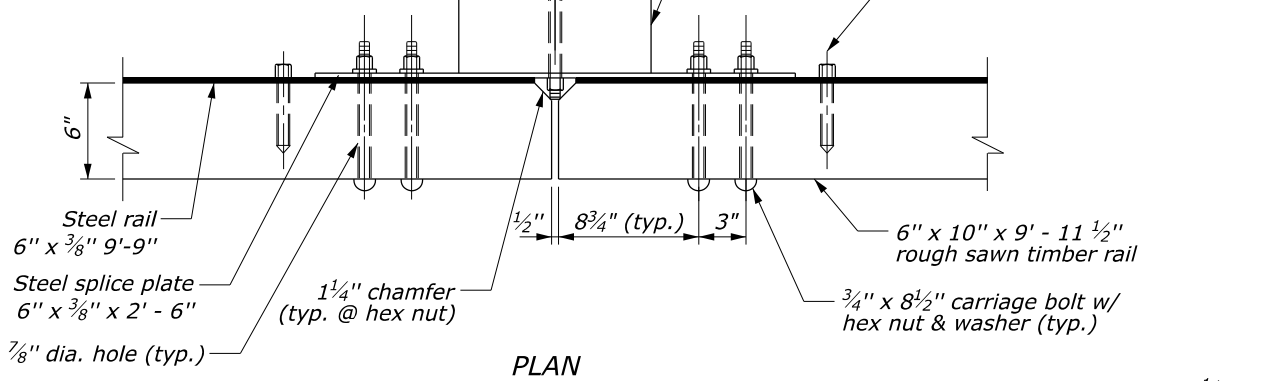 6"
Steel rail
6" x 3/8" 9'-9"
Steel splice plate
6" x 3/8" x 2' - 6"
7/8" dia. hole (typ.)
1 1/4" chamfer
(typ. @ hex nut)
1/2" 8 3/4" (typ.) 3"
6" x 10" x 9' - 11 1/2"
rough sawn timber rail
3/4" x 8 1/2" carriage bolt w/
hex nut & washer (typ.)
PLAN